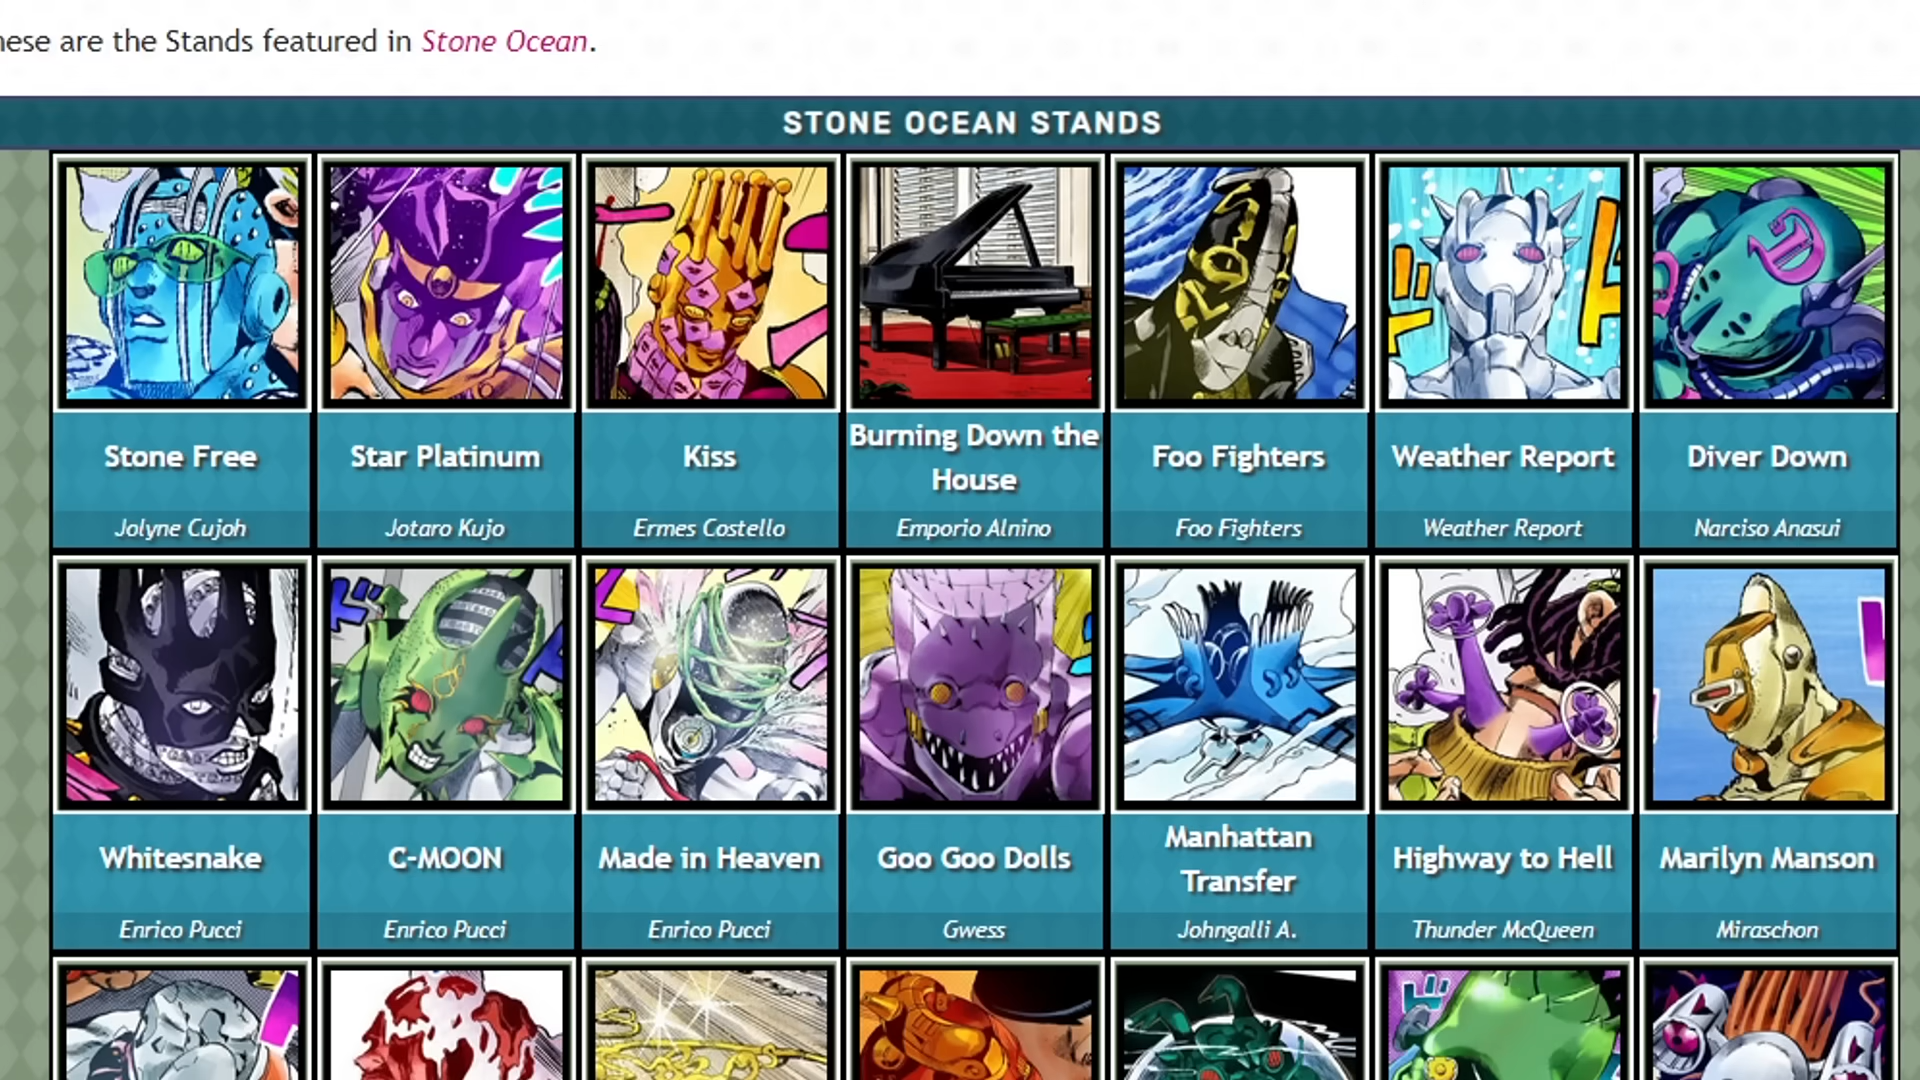 hese are the Stands featured in Stone Ocean.
STONE OCEAN STANDS
Stone Free
Jolyne Cujoh
Star Platinum
Jotaro Kujo
Kiss
Ermes Costello
Burning Down the
House
Emporio Alnino
Foo Fighters
Foo Fighters
Weather Report
Weather Report
Diver Down
Narciso Anasui
Whitesnake
Enrico Pucci
C-MOON
Enrico Pucci
Made in Heaven
Enrico Pucci
Goo Goo Dolls
Gwess
Manhattan
Transfer
Johngalli A.
Highway to Hell
Thunder McQueen
Marilyn Manson
Miraschon